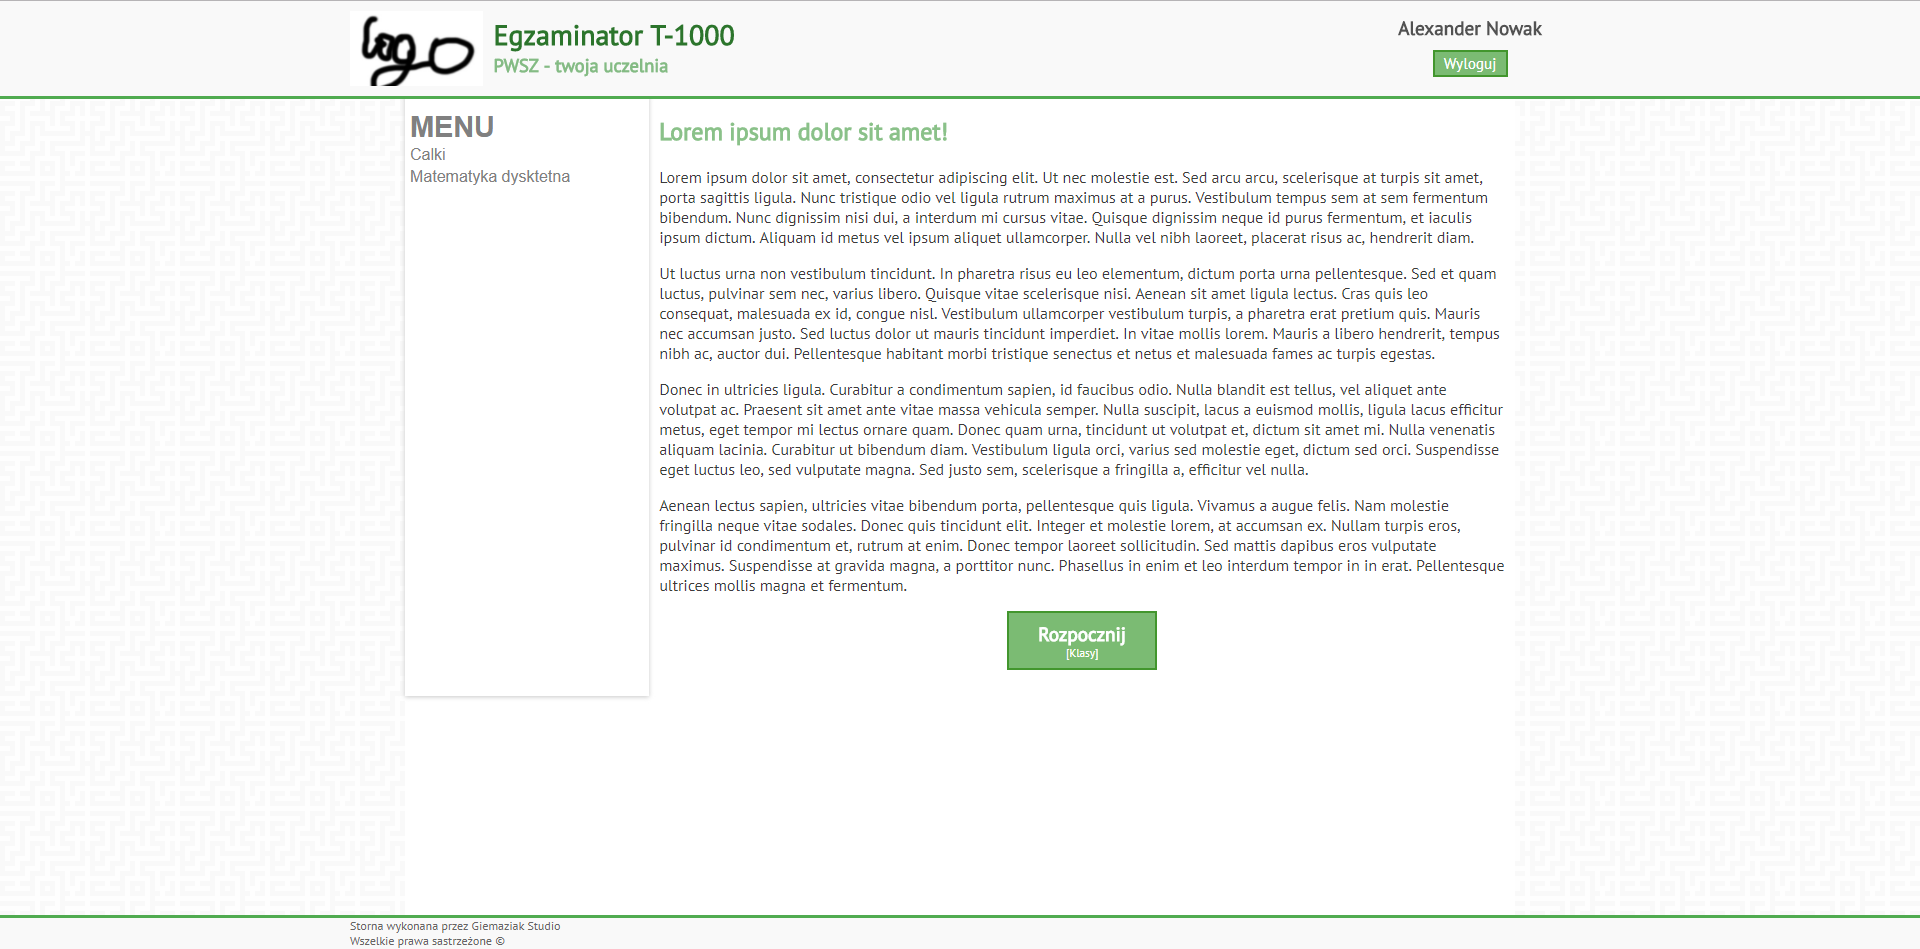 logo
Egzaminator T-1000
PWSZ - twoja uczelnia
Alexander Nowak
Wyloguj
MENU
Calki
Matematyka dysktetna
Lorem ipsum dolor sit amet!
Lorem ipsum dolor sit amet, consectetur adipiscing elit. Ut nec molestie est. Sed arcu arcu, scelerisque at turpis sit amet,
porta sagittis ligula. Nunc tristique odio vel ligula rutrum maximus at a purus. Vestibulum tempus sem at sem fermentum
bibendum. Nunc dignissim nisi dui, a interdum mi cursus vitae. Quisque dignissim neque id purus fermentum, et iaculis
ipsum dictum. Aliquam id metus vel ipsum aliquet ullamcorper. Nulla vel nibh laoreet, placerat risus ac, hendrerit diam.
Ut luctus urna non vestibulum tincidunt. In pharetra risus eu leo elementum, dictum porta urna pellentesque. Sed et quam
luctus, pulvinar sem nec, varius libero. Quisque vitae scelerisque nisi. Aenean sit amet ligula lectus. Cras quis leo
consequat, malesuada ex id, congue nisl. Vestibulum ullamcorper vestibulum turpis, a pharetra erat pretium quis. Mauris
nec accumsan justo. Sed luctus dolor ut mauris tincidunt imperdiet. In vitae mollis lorem. Mauris a libero hendrerit, tempus
nibh ac, auctor dui. Pellentesque habitant morbi tristique senectus et netus et malesuada fames ac turpis egestas.
Donec in ultricies ligula. Curabitur a condimentum sapien, id faucibus odio. Nulla blandit est tellus, vel aliquet ante
volutpat ac. Praesent sit amet ante vitae massa vehicula semper. Nulla suscipit, lacus a euismod mollis, ligula lacus efficitur
metus, eget tempor mi lectus ornare quam. Donec quam urna, tincidunt ut volutpat et, dictum sit amet mi. Nulla venenatis
aliquam lacinia. Curabitur ut bibendum diam. Vestibulum ligula orci, varius sed molestie eget, dictum sed orci. Suspendisse
eget luctus leo, sed vulputate magna. Sed justo sem, scelerisque a fringilla a, efficitur vel nulla.
Aenean lectus sapien, ultricies vitae bibendum porta, pellentesque quis ligula. Vivamus a augue felis. Nam molestie
fringilla neque vitae sodales. Donec quis tincidunt elit. Integer et molestie lorem, at accumsan ex. Nullam turpis eros,
pulvinar id condimentum et, rutrum at enim. Donec tempor laoreet sollicitudin. Sed mattis dapibus eros vulputate
maximus. Suspendisse at gravida magna, a porttitor nunc. Phasellus in enim et leo interdum tempor in in erat. Pellentesque
ultrices mollis magna et fermentum.
Rozpocznij
[Klasy]
Storna wykonana przez Giemaziak Studio
Wszelkie prawa sastrzeżone ©